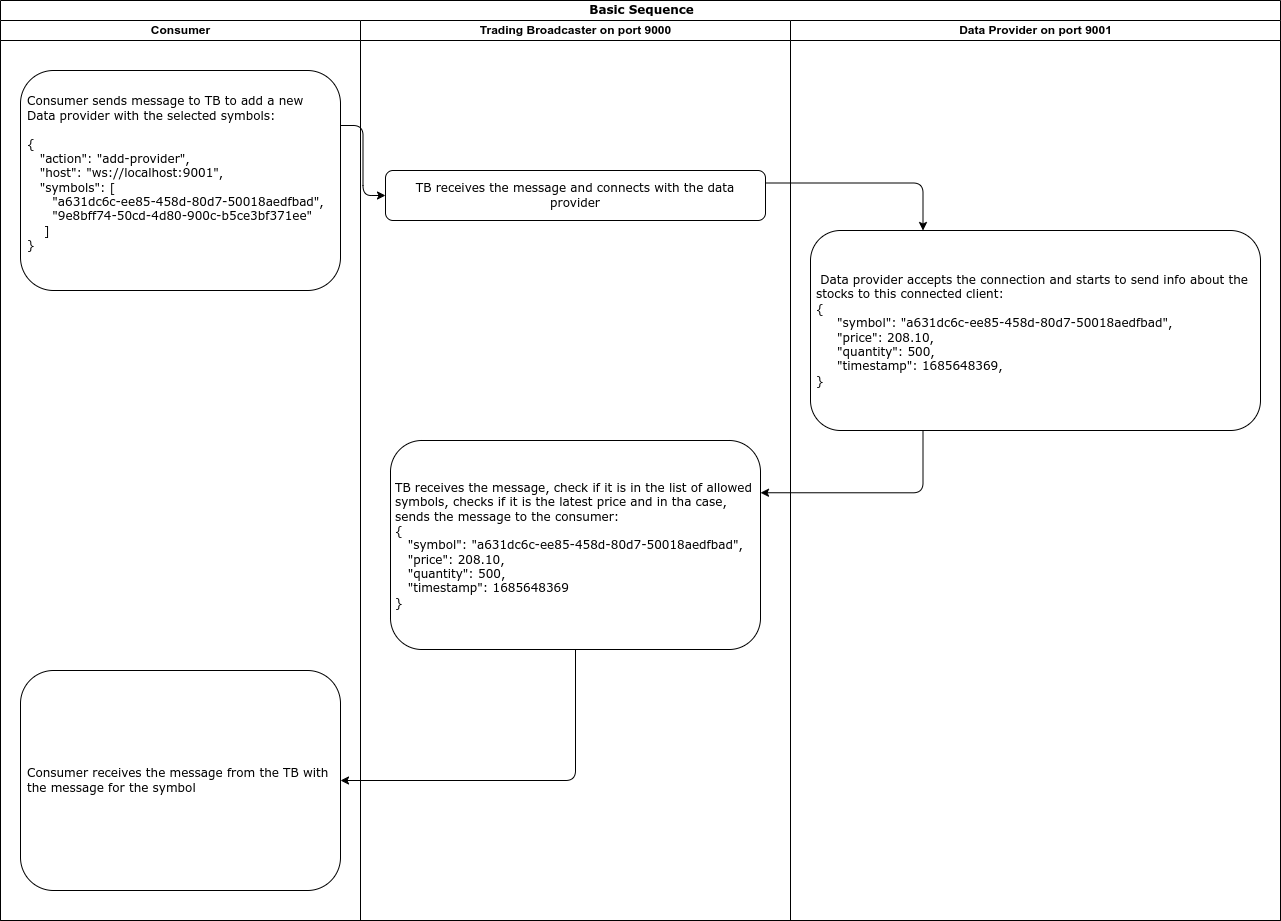 Basic Sequence
Consumer
Trading Broadcaster on port 9000
Data Provider on port 9001
Consumer sends message to TB to add a new
Data provider with the selected symbols:
{
"action": "add-provider",
"host": "ws://localhost:9001",
"symbols": [
"a631dc6c-ee85-458d-80d7-50018aedfbad",
"9e8bff74-50cd-4d80-900c-b5ce3bf371ee"
]
}
TB receives the message and connects with the data
provider
Data provider accepts the connection and starts to send info about the
stocks to this connected client:
{
"symbol": "a631dc6c-ee85-458d-80d7-50018aedfbad",
"price": 208.10,
"quantity": 500,
"timestamp": 1685648369,
}
TB receives the message, check if it is in the list of allowed
symbols, checks if it is the latest price and in tha case,
sends the message to the consumer:
{
"symbol": "a631dc6c-ee85-458d-80d7-50018aedfbad",
"price": 208.10,
"quantity": 500,
"timestamp": 1685648369
}
Consumer receives the message from the TB with
the message for the symbol